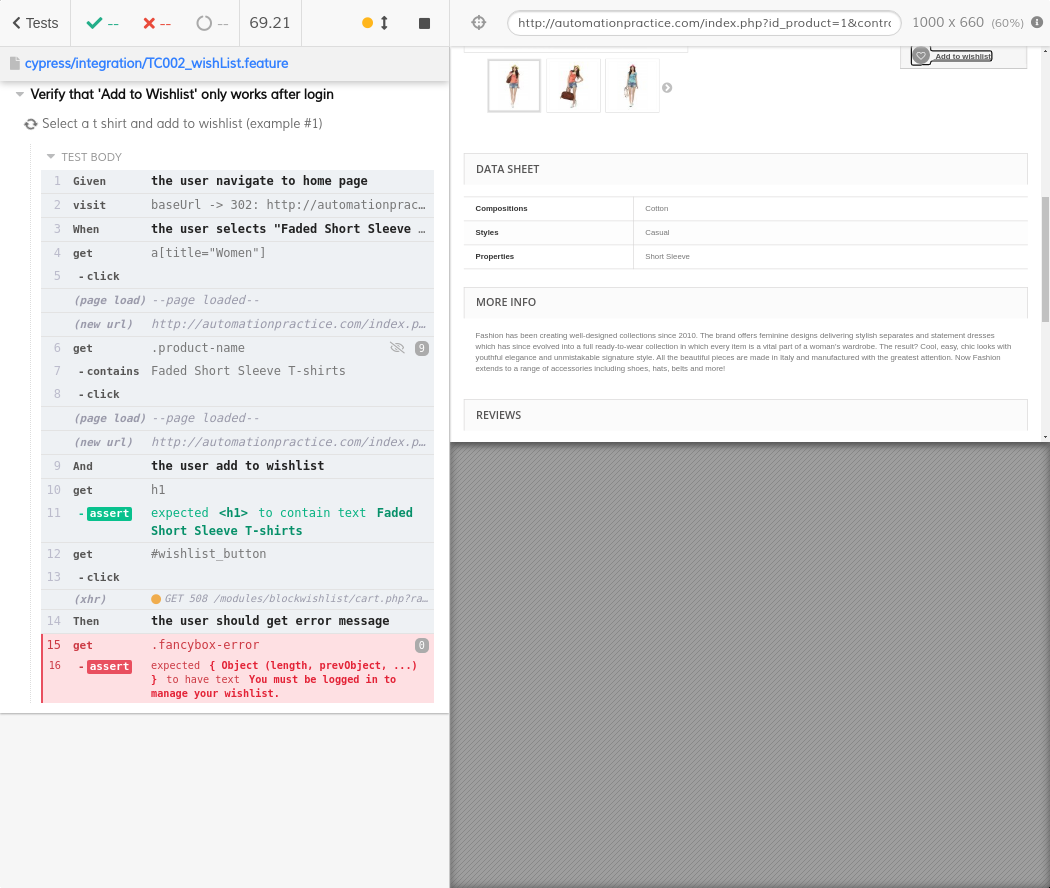 Tests
--
--
--
69.21
cypress/integration/TC002_wishList.feature
Verify that 'Add to Wishlist' only works after login
Select a t shirt and add to wishlist (example #1)
TEST BODY
1 Given the user navigate to home page
2 visit baseUrl -> 302: http://automationprac…
3 When the user selects "Faded Short Sleeve …
4 get a[title="Women"]
5 -click
(page load) --page loaded--
(new url) http://automationpractice.com/index.p…
6 get .product-name 9
7 -contains Faded Short Sleeve T-shirts
8 -click
(page load) --page loaded--
(new url) http://automationpractice.com/index.p…
9 And the user add to wishlist
10 get h1
11 -assert expected <h1> to contain text Faded
Short Sleeve T-shirts
12 get #wishlist_button
13 -click
(xhr) GET 508 /modules/blockwishlist/cart.php?ra…
14 Then the user should get error message
15 get .fancybox-error 0
16 -assert expected { Object (length, prevObject, ...)
} to have text You must be logged in to
manage your wishlist.
http://automationpractice.com/index.php?id_product=1&contro
1000 x 660 (60%)
Add to wishlist
DATA SHEET
Compositions Cotton
Styles Casual
Properties Short Sleeve
MORE INFO
Fashion has been creating well-designed collections since 2010. The brand offers feminine designs delivering stylish separates and statement dresses
which has since evolved into a full ready-to-wear collection in which every item is a vital part of a woman's wardrobe. The result? Cool, easy, chic looks with
youthful elegance and unmistakable signature style. All the beautiful pieces are made in Italy and manufactured with the greatest attention. Now Fashion
extends to a range of accessories including shoes, hats, belts and more!
REVIEWS